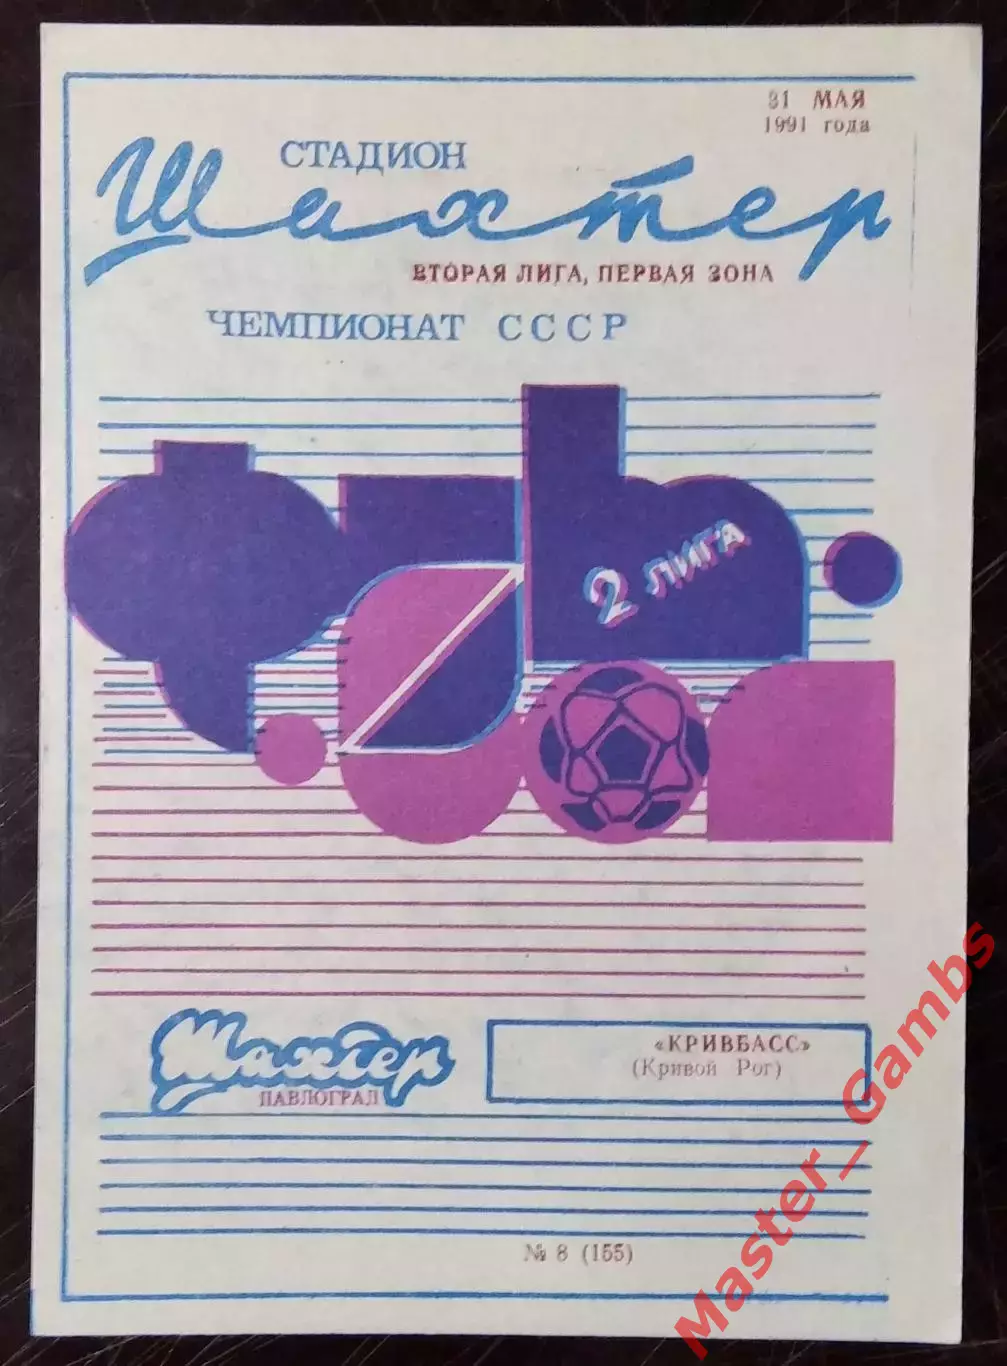 31 МАЯ
1991 года
СТАДИОН
Шахтер
ВТОРАЯ ЛИГА, ПЕРВАЯ ЗОНА
ЧЕМПИОНАТ СССР
2 ЛИГА
Шахтер
ПАВЛОГРАД
«КРИВБАСС»
(Кривой Рог)
№ 8 (155)
Master_Gambs